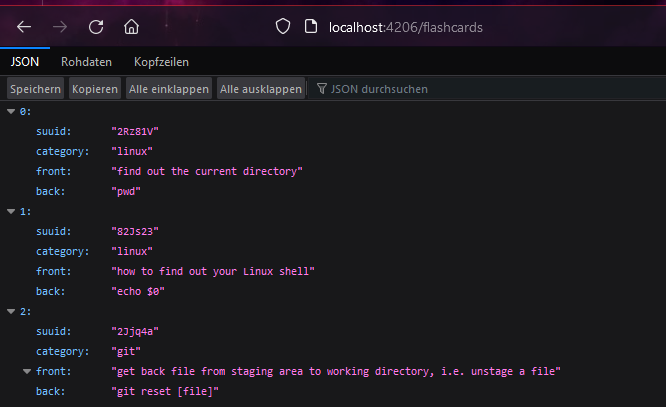 localhost:4206/flashcards
JSON Rohdaten Kopfzeilen
Speichern Kopieren Alle einklappen Alle ausklappen JSON durchsuchen
0:
suuid: "2Rz81V"
category: "linux"
front: "find out the current directory"
back: "pwd"
1:
suuid: "82Js23"
category: "linux"
front: "how to find out your Linux shell"
back: "echo $0"
2:
suuid: "2Jjq4a"
category: "git"
front: "get back file from staging area to working directory, i.e. unstage a file"
back: "git reset [file]"